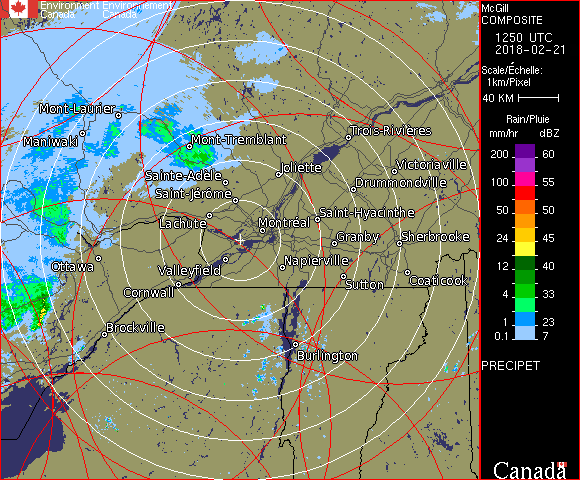 Environment Environnement
Canada Canada
McGill
COMPOSITE
1250 UTC
2018-02-21
Scale/Échelle:
1km/Pixel
40 KM
Rain/Pluie
mm/hr dBZ
200 60
100 55
50 50
24 45
12 40
4 33
1 23
0.1 7
PRECIPET
Canada
Mont-Laurier
Maniwaki
Mont-Tremblant
Trois-Rivières
Joliette
Victoriaville
Sainte-Adèle
Drummondville
Saint-Jérôme
Saint-Hyacinthe
Lachute
Montréal
Granby
Sherbrooke
Ottawa
Valleyfield
Napierville
Cornwall
Sutton
Coaticook
Brockville
Burlington